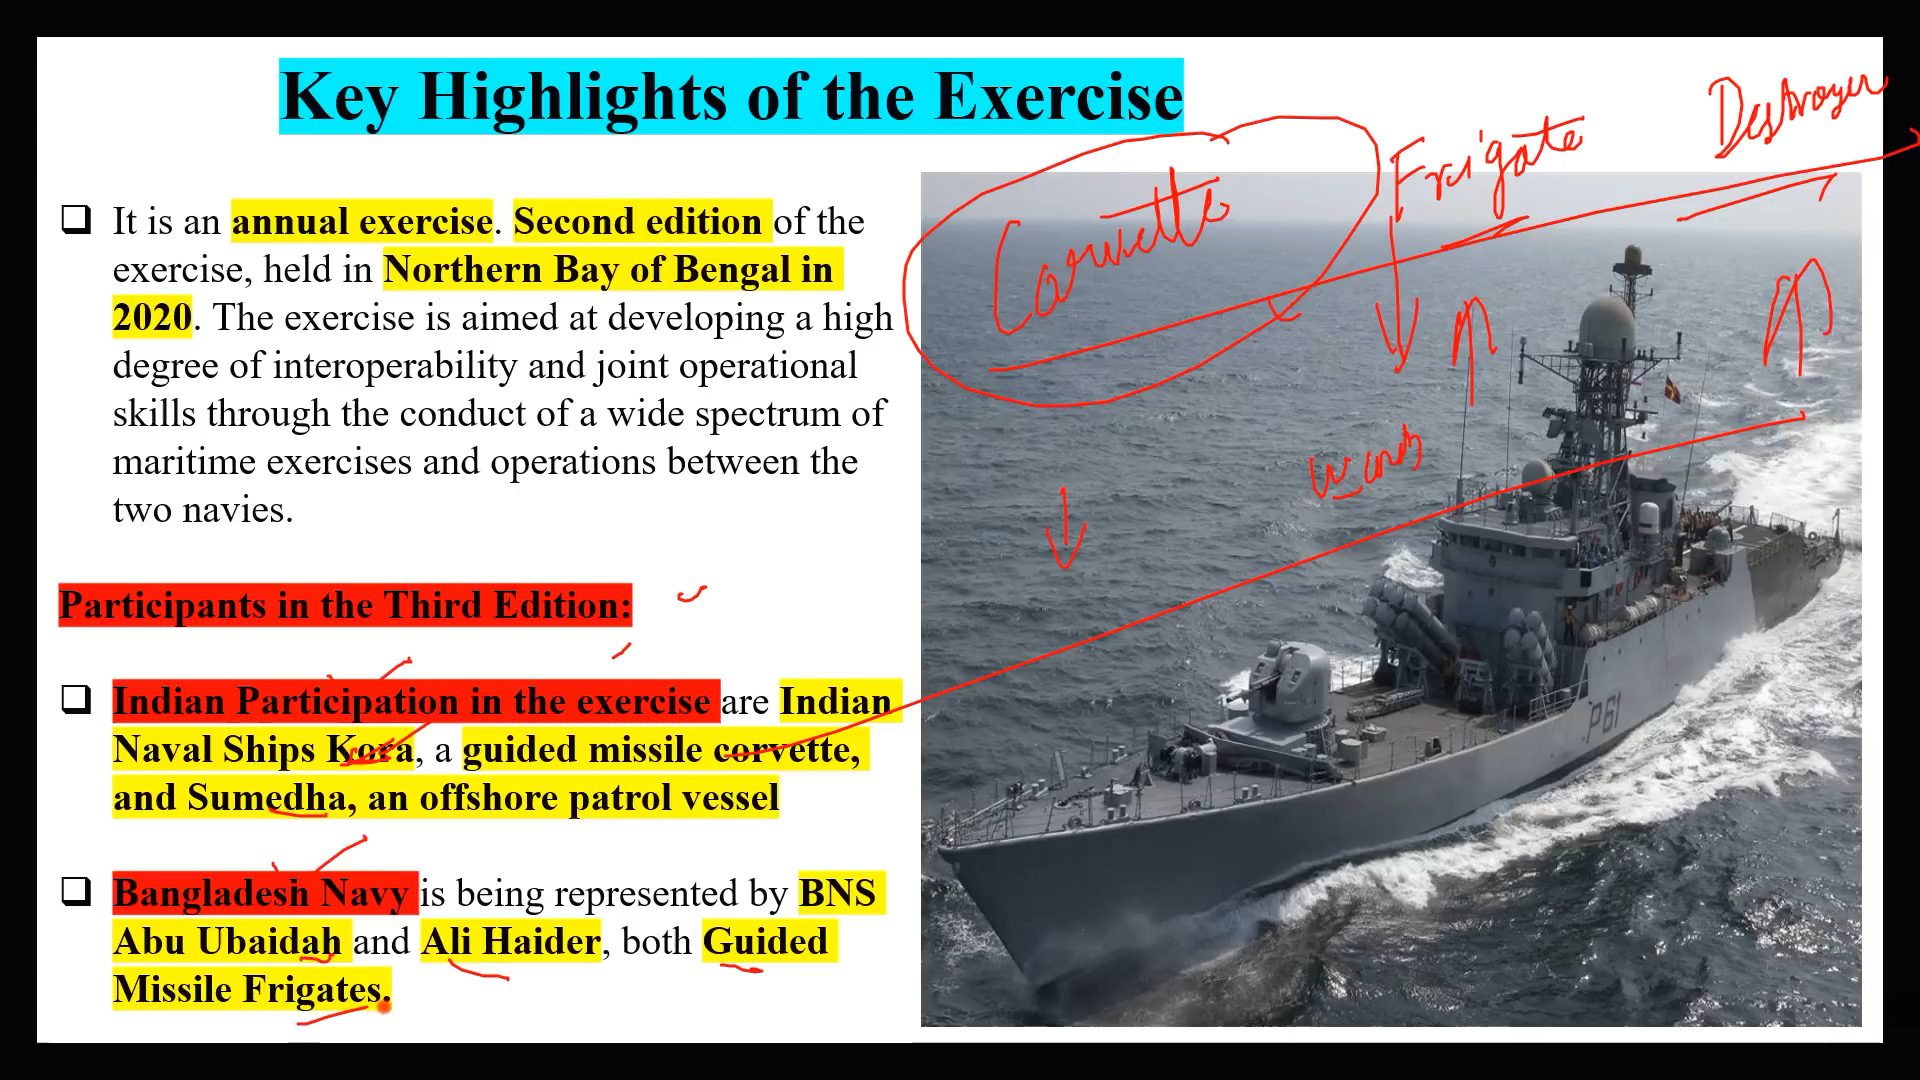 Key Highlights of the Exercise
Destroyer
Frigate
Corvette
❑ It is an annual exercise. Second edition of the
exercise, held in Northern Bay of Bengal in
2020. The exercise is aimed at developing a high
degree of interoperability and joint operational
skills through the conduct of a wide spectrum of
maritime exercises and operations between the
two navies.
Participants in the Third Edition:
❑ Indian Participation in the exercise are Indian
Naval Ships Kora, a guided missile corvette,
and Sumedha, an offshore patrol vessel
❑ Bangladesh Navy is being represented by BNS
Abu Ubaidah and Ali Haider, both Guided
Missile Frigates.
P61